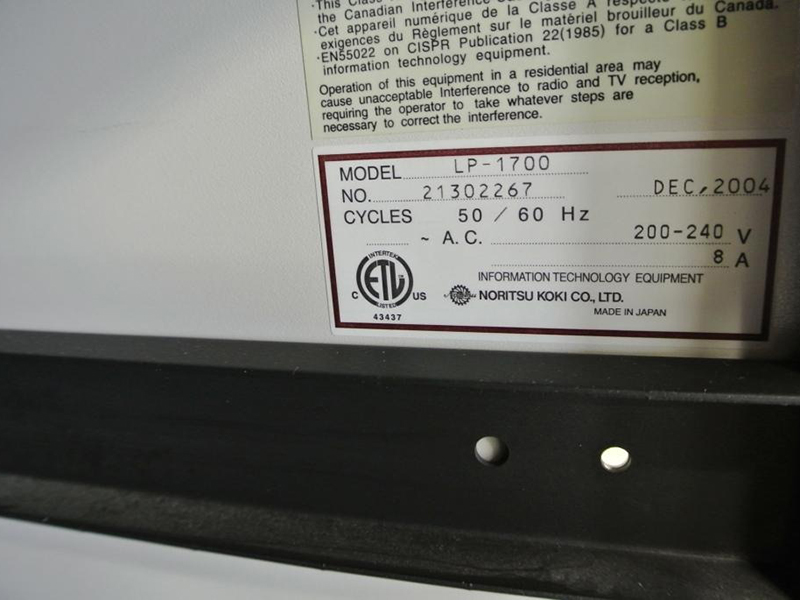 ·This Class
the Canadian Interference
·Cet appareil numérique de la Classe A respecte
exigences du Règlement sur le matériel brouilleur du Canada.
·EN55022 on CISPR Publication 22(1985) for a Class B
information technology equipment.
Operation of this equipment in a residential area may
cause unacceptable Interference to radio and TV reception,
requiring the operator to take whatever steps are
necessary to correct the interference.
MODEL LP-1700
NO. 21302267 DEC,2004
CYCLES 50 / 60 Hz
~ A.C. 200-240 V
8 A
INTERTEK
C ETL US
LISTED
43437
INFORMATION TECHNOLOGY EQUIPMENT
NORITSU KOKI CO., LTD.
MADE IN JAPAN